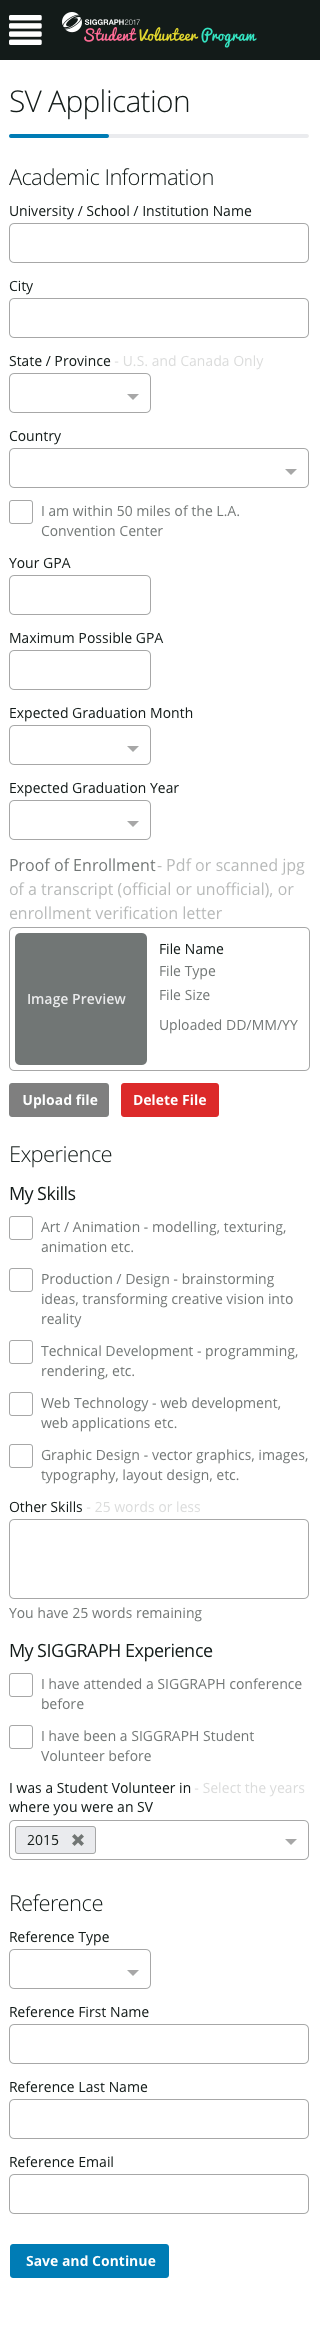 SIGGRAPH2017
Student Volunteer Program
SV Application
Academic Information
University / School / Institution Name
City
State / Province - U.S. and Canada Only
Country
I am within 50 miles of the L.A.
Convention Center
Your GPA
Maximum Possible GPA
Expected Graduation Month
Expected Graduation Year
Proof of Enrollment - Pdf or scanned jpg
of a transcript (official or unofficial), or
enrollment verification letter
Image Preview
File Name
File Type
File Size
Uploaded DD/MM/YY
Upload file
Delete File
Experience
My Skills
Art / Animation - modelling, texturing,
animation etc.
Production / Design - brainstorming
ideas, transforming creative vision into
reality
Technical Development - programming,
rendering, etc.
Web Technology - web development,
web applications etc.
Graphic Design - vector graphics, images,
typography, layout design, etc.
Other Skills - 25 words or less
You have 25 words remaining
My SIGGRAPH Experience
I have attended a SIGGRAPH conference
before
I have been a SIGGRAPH Student
Volunteer before
I was a Student Volunteer in - Select the years
where you were an SV
2015
Reference
Reference Type
Reference First Name
Reference Last Name
Reference Email
Save and Continue